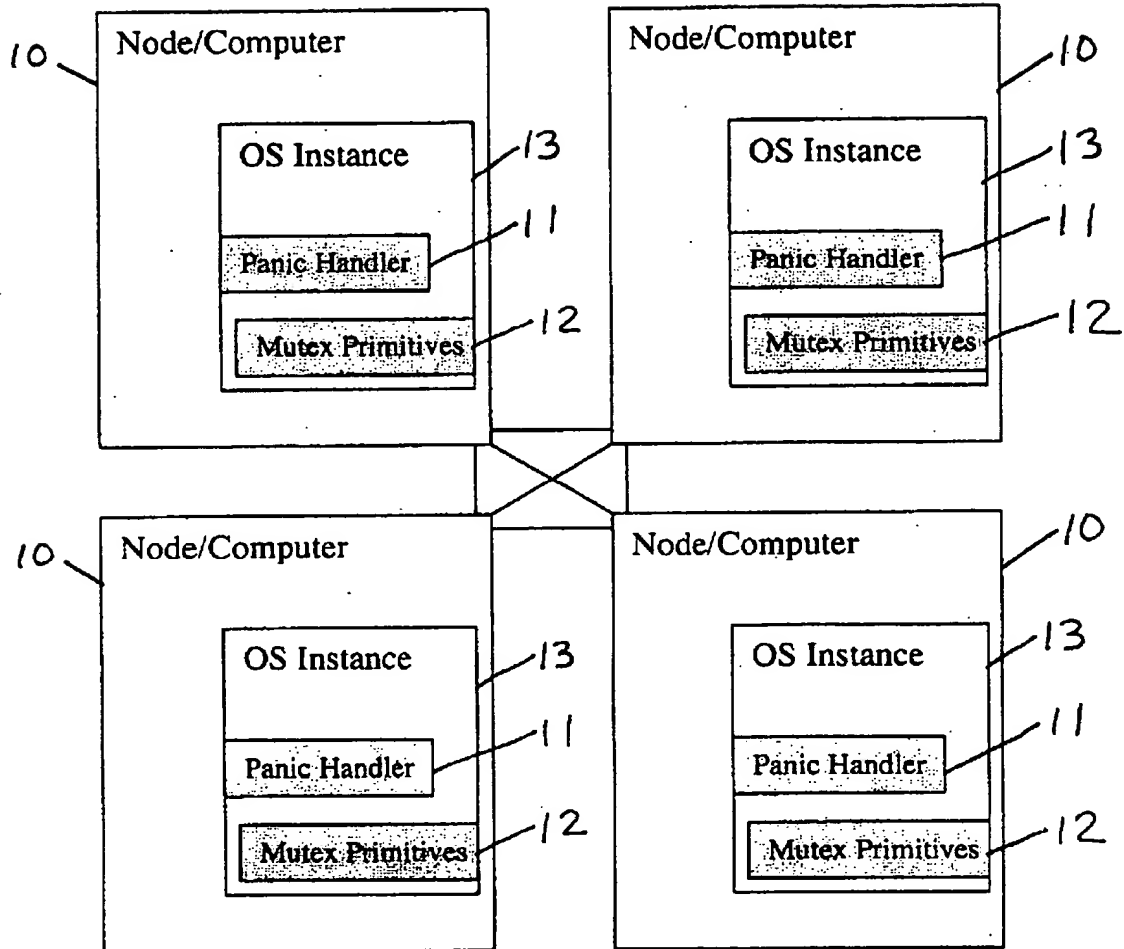 Node/Computer
10
OS Instance
13
11
Panic Handler
12
Mutex Primitives
Node/Computer
10
OS Instance
13
11
Panic Handler
12
Mutex Primitives
Node/Computer
10
OS Instance
13
11
Panic Handler
12
Mutex Primitives
Node/Computer
10
OS Instance
13
11
Panic Handler
12
Mutex Primitives